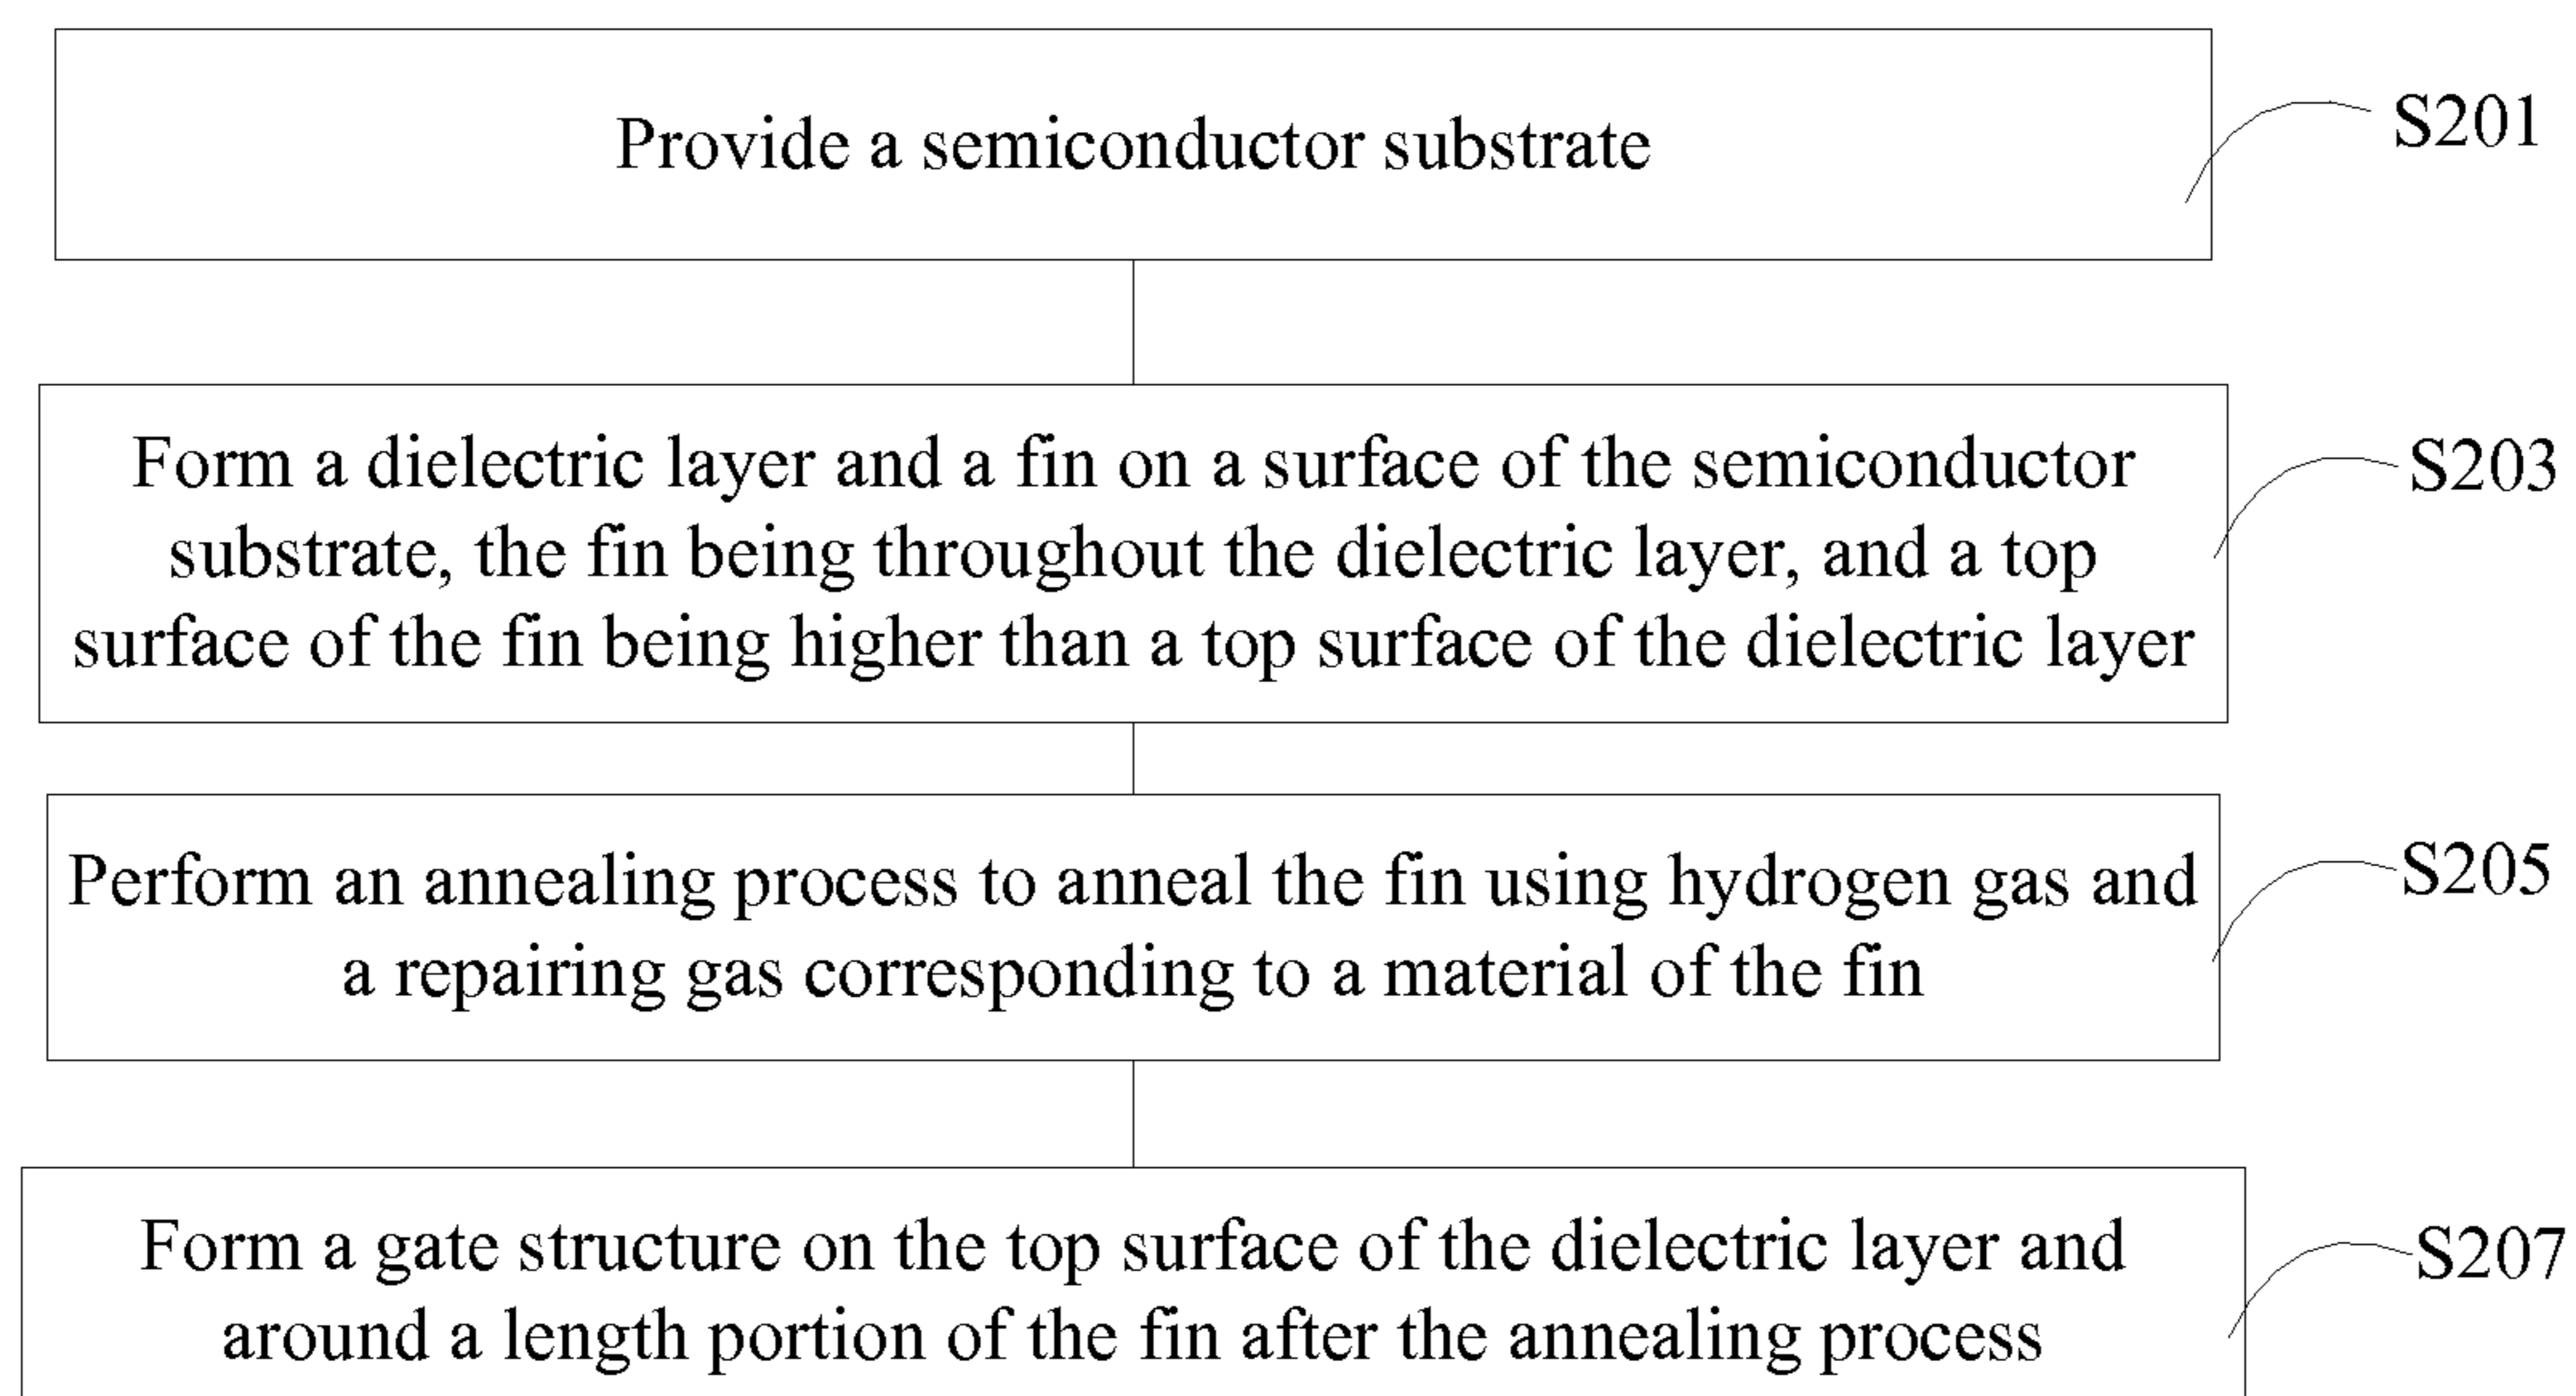 Provide a semiconductor substrate
S201
Form a dielectric layer and a fin on a surface of the semiconductor
substrate, the fin being throughout the dielectric layer, and a top
surface of the fin being higher than a top surface of the dielectric layer
S203
Perform an annealing process to anneal the fin using hydrogen gas and
a repairing gas corresponding to a material of the fin
S205
Form a gate structure on the top surface of the dielectric layer and
around a length portion of the fin after the annealing process
S207